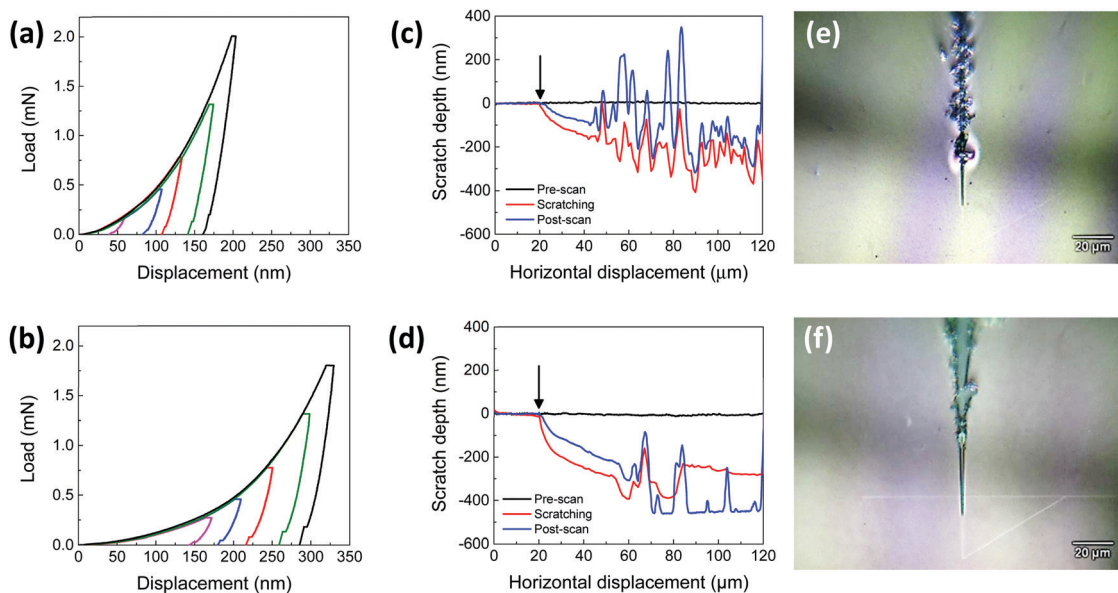 (a)
2.0
1.5
1.0
0.5
0.0
Load (mN)
0 50 100 150 200 250 300 350
Displacement (nm)
(c)
400
200
0
-200
-400
-600
Scratch depth (nm)
Pre-scan
Scratching
Post-scan
0 20 40 60 80 100 120
Horizontal displacement (μm)
(e)
20 μm
(b)
2.0
1.5
1.0
0.5
0.0
Load (mN)
0 50 100 150 200 250 300 350
Displacement (nm)
(d)
400
200
0
-200
-400
-600
Scratch depth (nm)
Pre-scan
Scratching
Post-scan
0 20 40 60 80 100 120
Horizontal displacement (μm)
(f)
20 μm